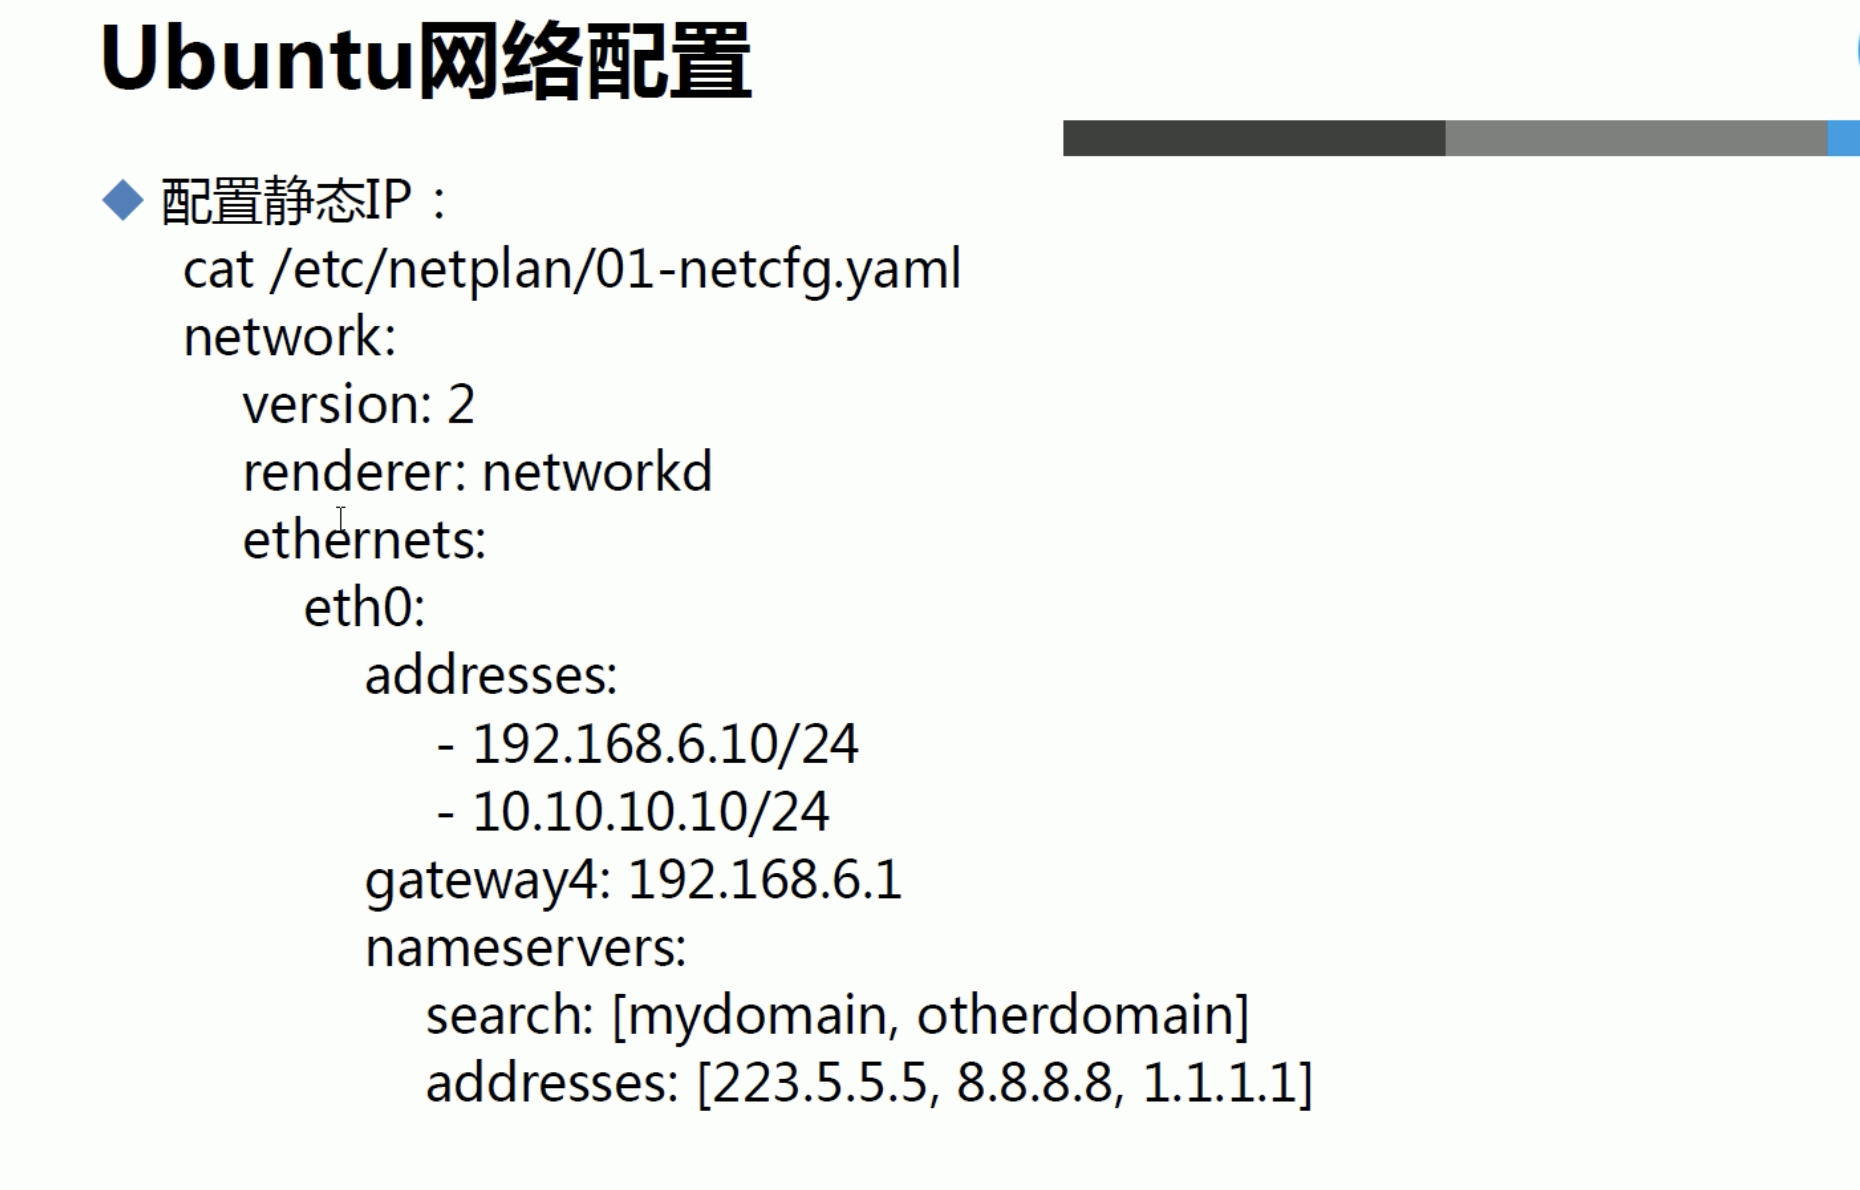 Ubuntu网络配置
配置静态IP：
cat /etc/netplan/01-netcfg.yaml
network:
version: 2
renderer: networkd
ethernets:
eth0:
addresses:
- 192.168.6.10/24
- 10.10.10.10/24
gateway4: 192.168.6.1
nameservers:
search: [mydomain, otherdomain]
addresses: [223.5.5.5, 8.8.8.8, 1.1.1.1]